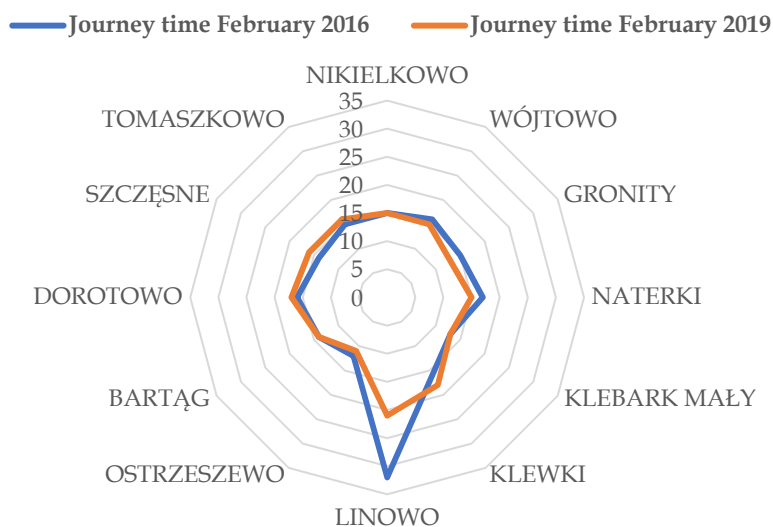 Journey time February 2016 Journey time February 2019
NIKIELKOWO
TOMASZKOWO WÓJTOWO
SZCZĘSNE GRONITY
DOROTOWO NATERKI
BARTĄG KLEBARK MAŁY
OSTRZESZEWO KLEWKI
LINOWO
35
30
25
20
15
10
5
0